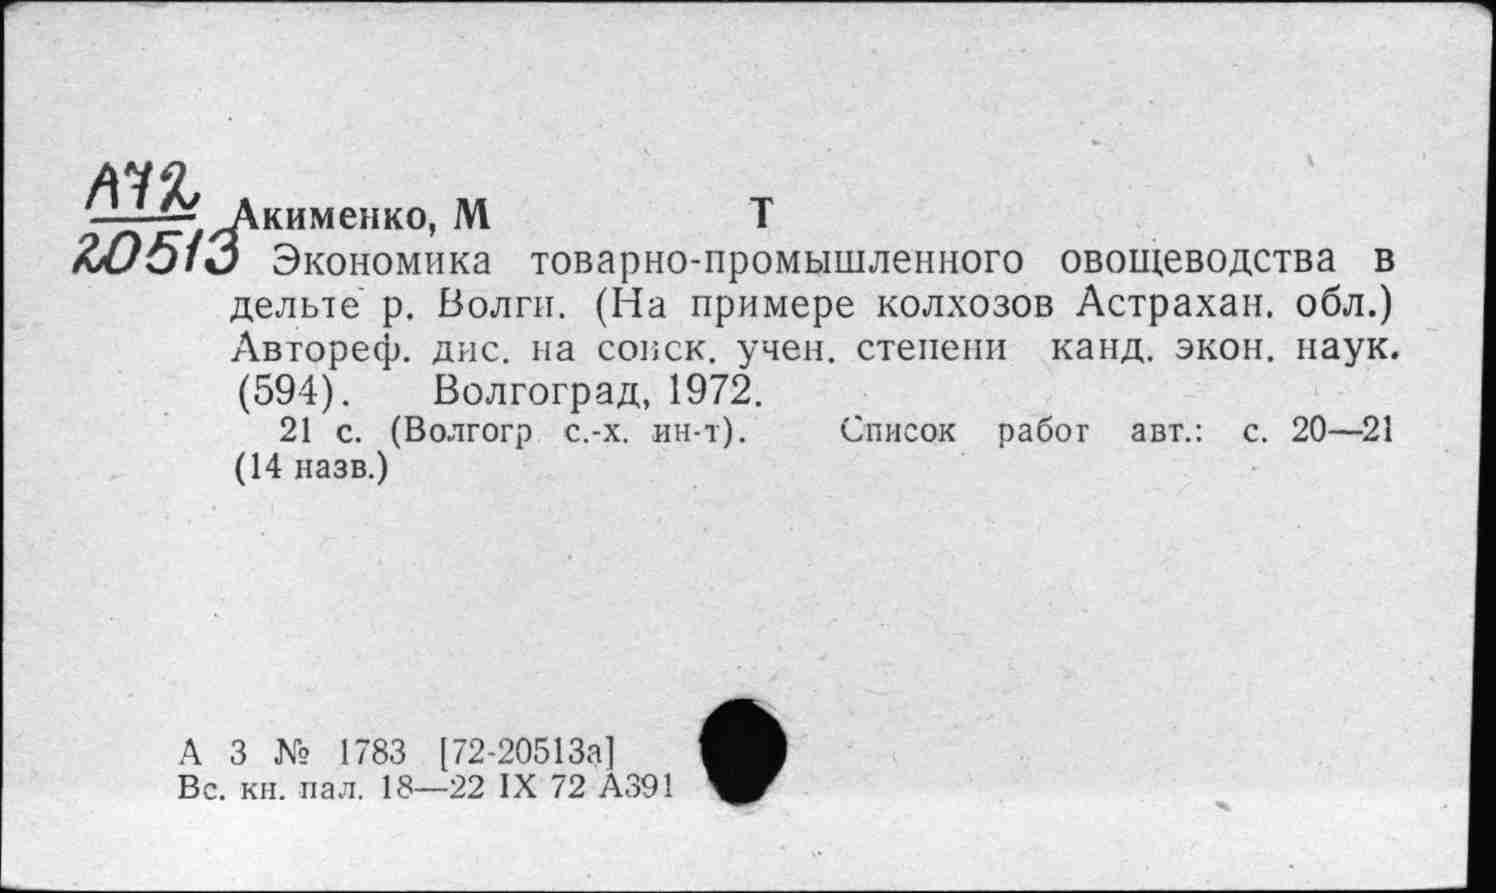 А72
20513
Акименко, М Т
Экономика товарно-промышленного овощеводства в
дельте р. Волги. (На примере колхозов Астрахан. обл.)
Автореф. дис. на соиск. учен. степени канд. экон. наук.
(594). Волгоград, 1972.
21 с. (Волгогр с.-х. ин-т). Список работ авт.: с. 20—21
(14 назв.)
А 3 № 1783 [72-20513а]
Вс. кн. пал. 18—22 IX 72 А391